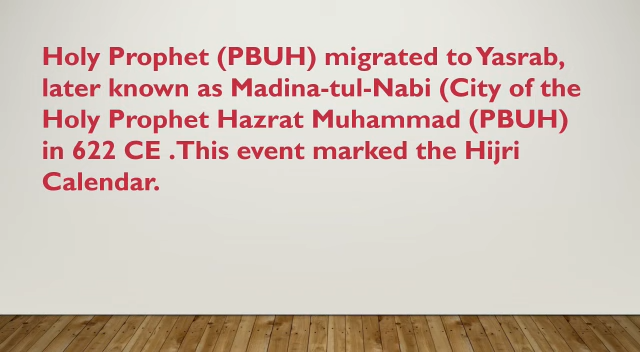 Holy Prophet (PBUH) migrated to Yasrab,
later known as Madina-tul-Nabi (City of the
Holy Prophet Hazrat Muhammad (PBUH)
in 622 CE .This event marked the Hijri
Calendar.